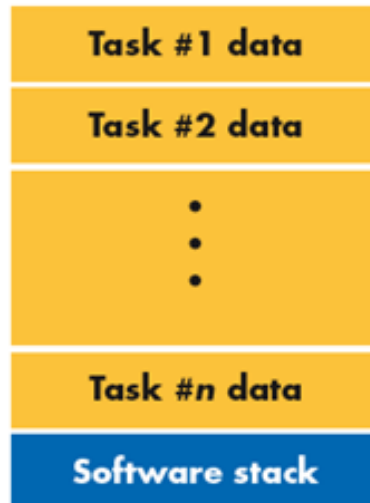 Task #1 data
Task #2 data
•
•
•
Task #n data
Software stack